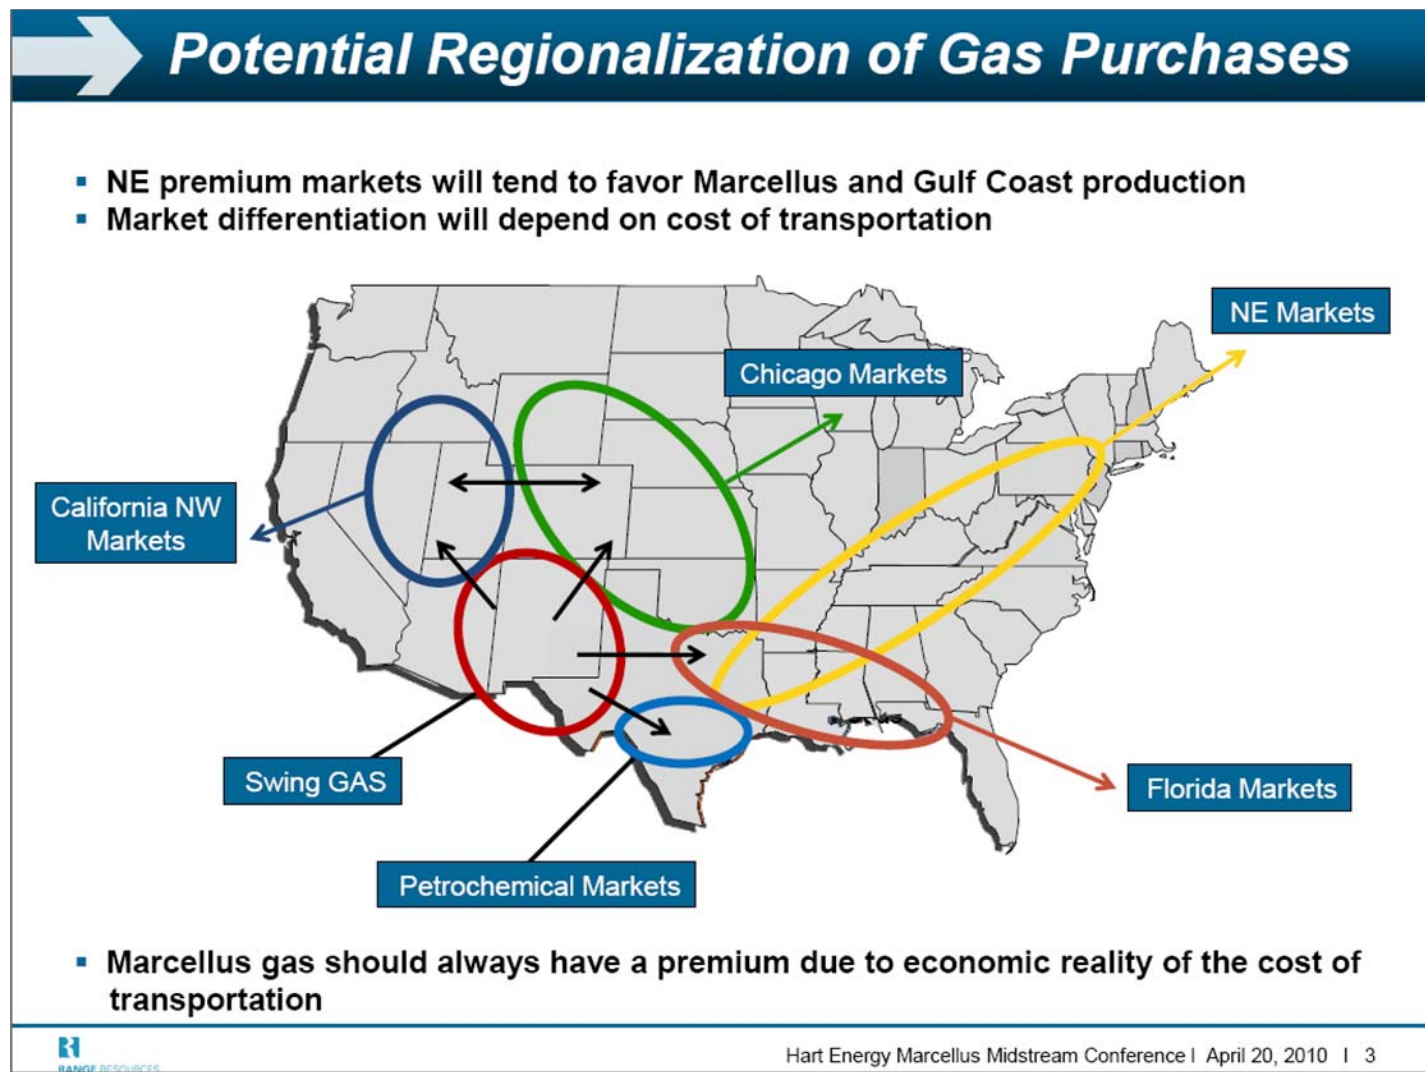 Potential Regionalization of Gas Purchases
▪ NE premium markets will tend to favor Marcellus and Gulf Coast production
▪ Market differentiation will depend on cost of transportation
NE Markets
Chicago Markets
California NW
Markets
Swing GAS
Florida Markets
Petrochemical Markets
▪ Marcellus gas should always have a premium due to economic reality of the cost of
transportation
RANGE RESOURCES
Hart Energy Marcellus Midstream Conference I April 20, 2010 I 3